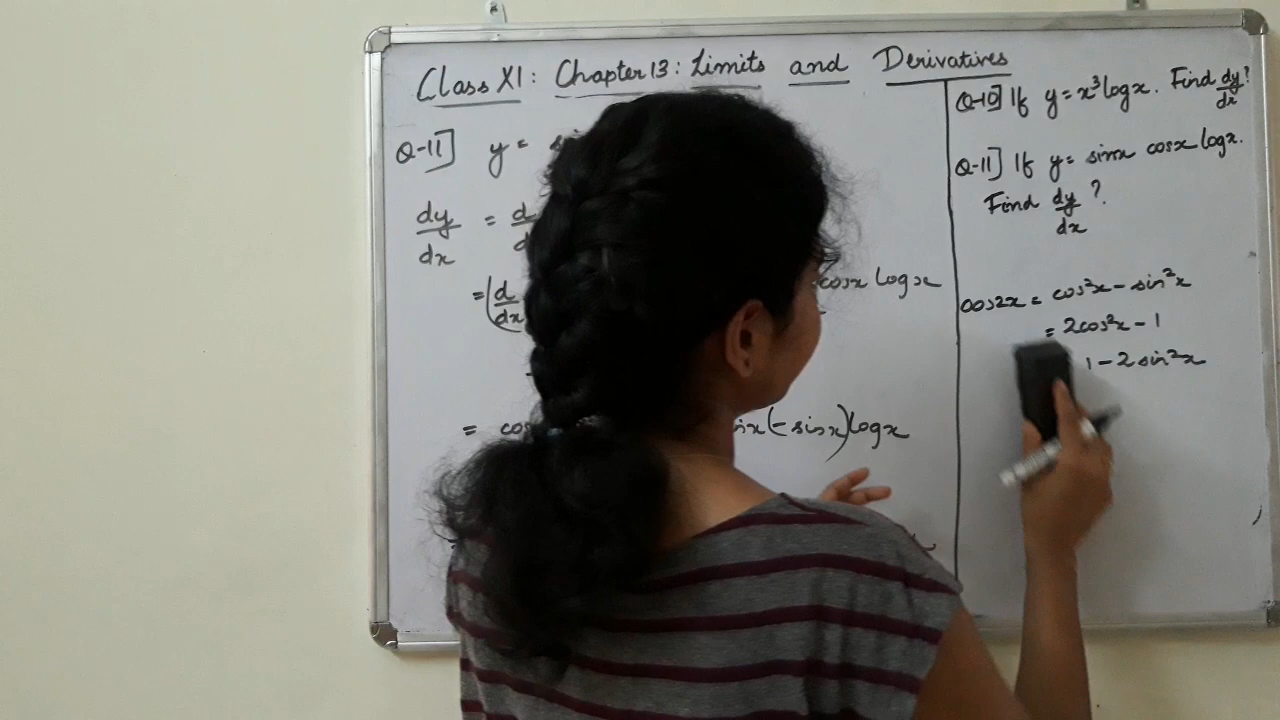 Class XI : Chapter 13 : Limits and Derivatives
Q-11] y =
dy/dx = d
= (d/dx cosx logx
= cos (-sinx)logx
Q-10] If y = x³logx. Find dy/dx?
Q-11] If y = sinx cosx logx.
Find dy/dx ?
cos2x = cos²x - sin²x
= 2cos²x - 1
1 - 2sin²x